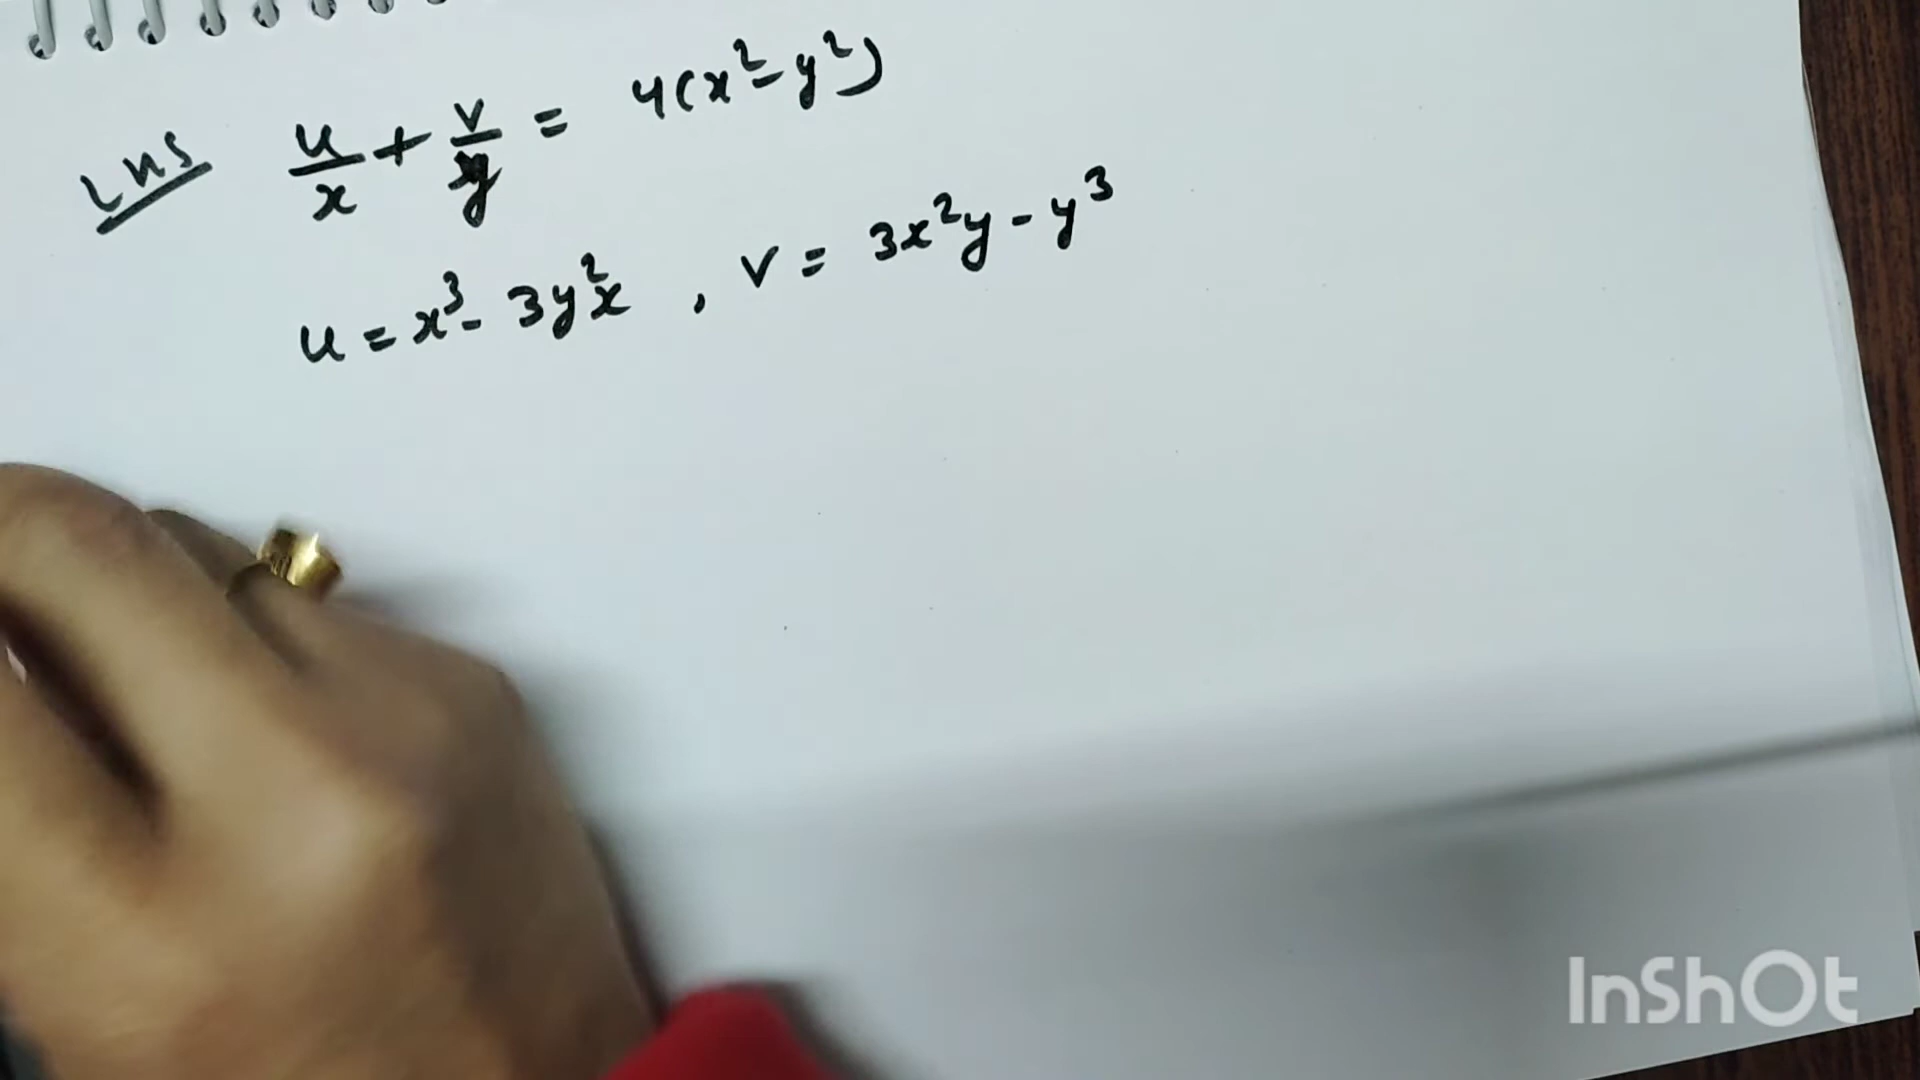 LHS u/x + v/y = 4(x² - y²)
u = x³ - 3y²x , v = 3x²y - y³
InShOt